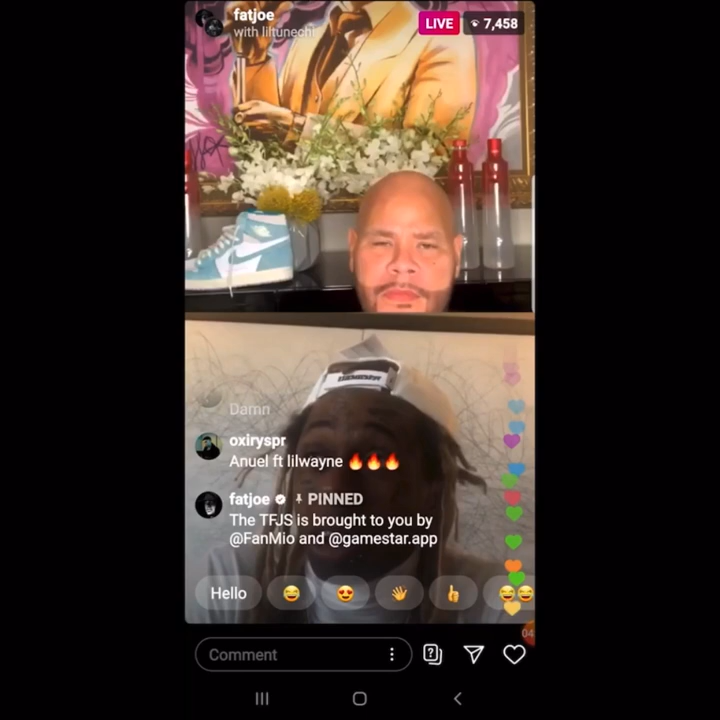 fatjoe
with liltunechi
LIVE
7,458
Damn
oxiryspr
Anuel ft lilwayne 🔥🔥🔥
fatjoe PINNED
The TFJS is brought to you by
@FanMio and @gamestar.app
Hello 😂 😍 👋 👆 😂😂
04
Comment